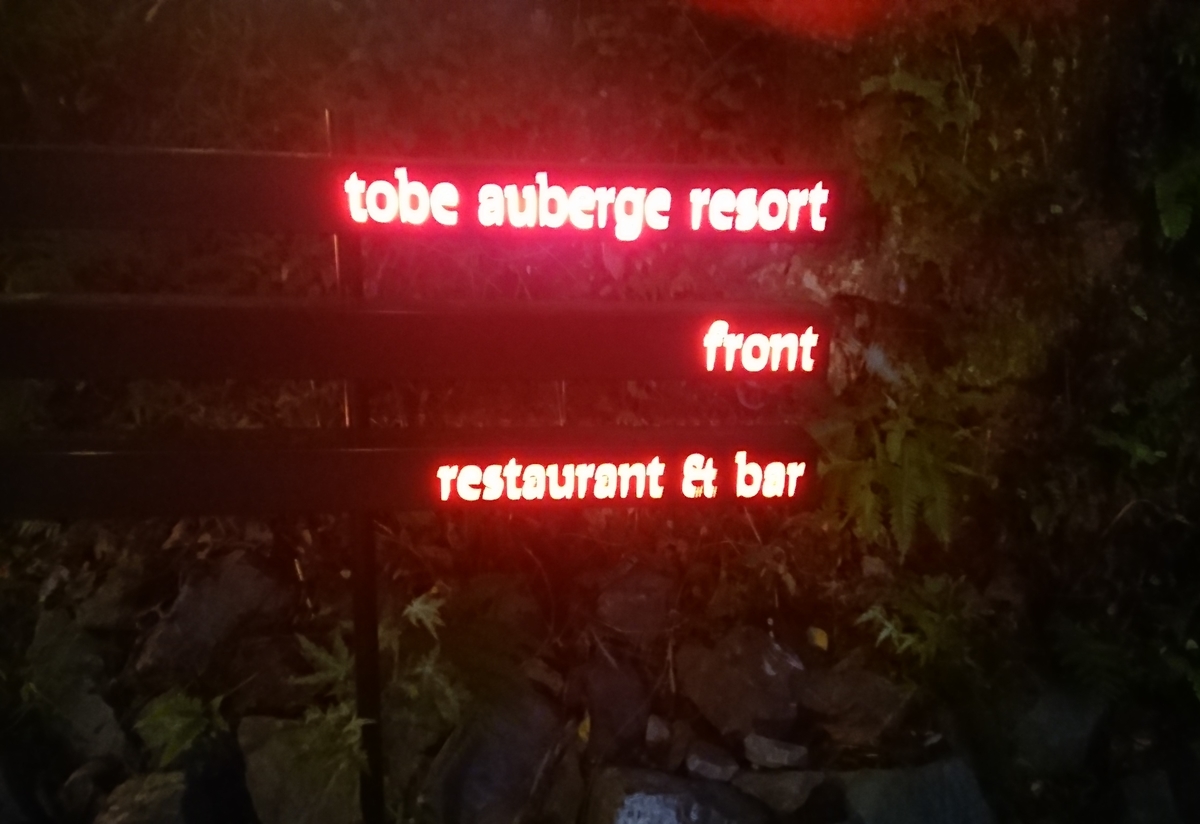 tobe auberge resort
front
restaurant & bar